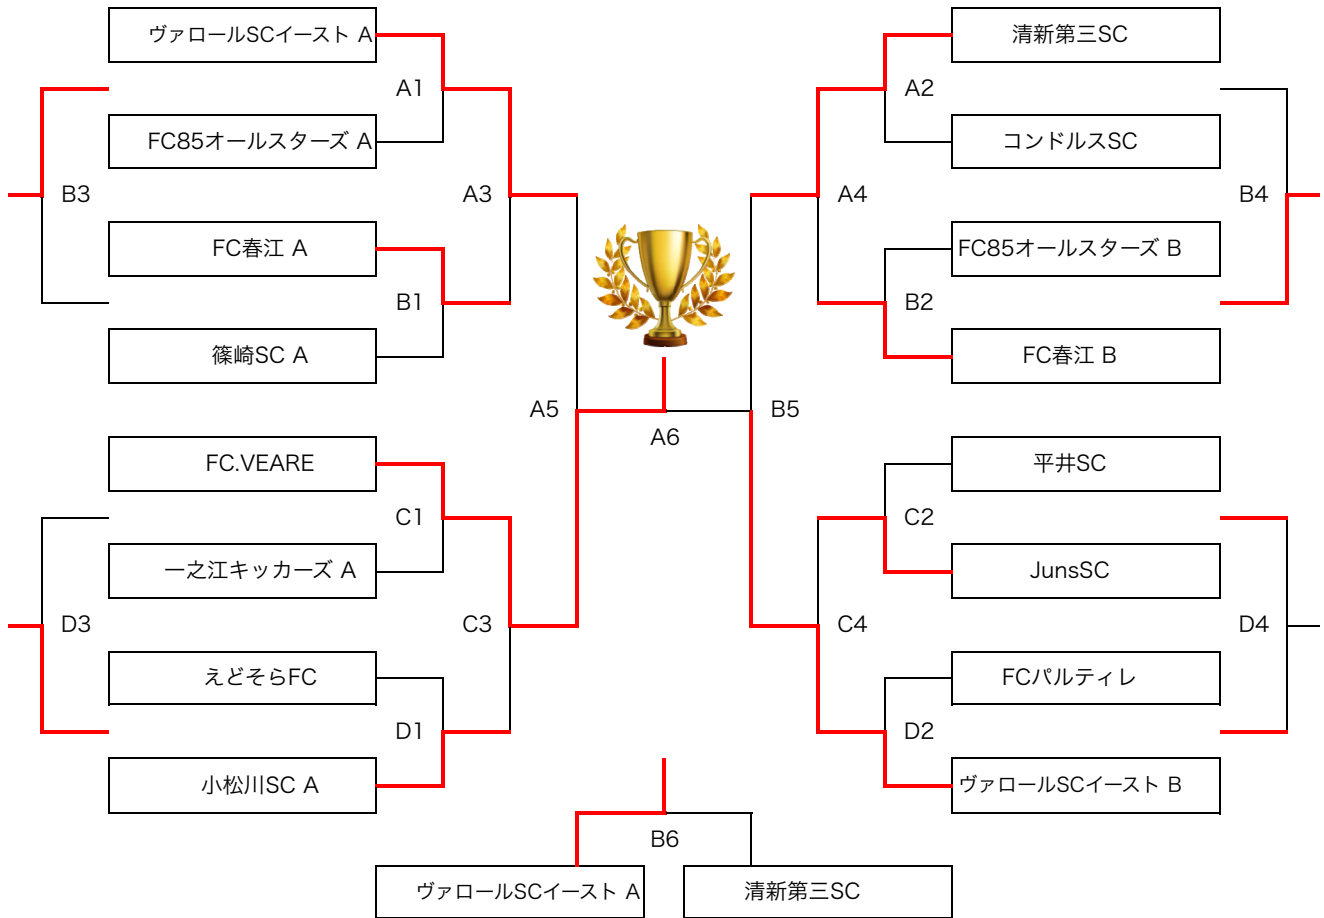 ヴァロールSCイースト A
清新第三SC
A1
A2
FC85オールスターズ A
コンドルスSC
B3
A3
A4
B4
FC春江 A
FC85オールスターズ B
B1
B2
篠崎SC A
FC春江 B
A5
B5
A6
FC.VEARE
平井SC
C1
C2
一之江キッカーズ A
JunsSC
D3
C3
C4
D4
えどそらFC
FCパルティレ
D1
D2
小松川SC A
ヴァロールSCイースト B
B6
ヴァロールSCイースト A
清新第三SC